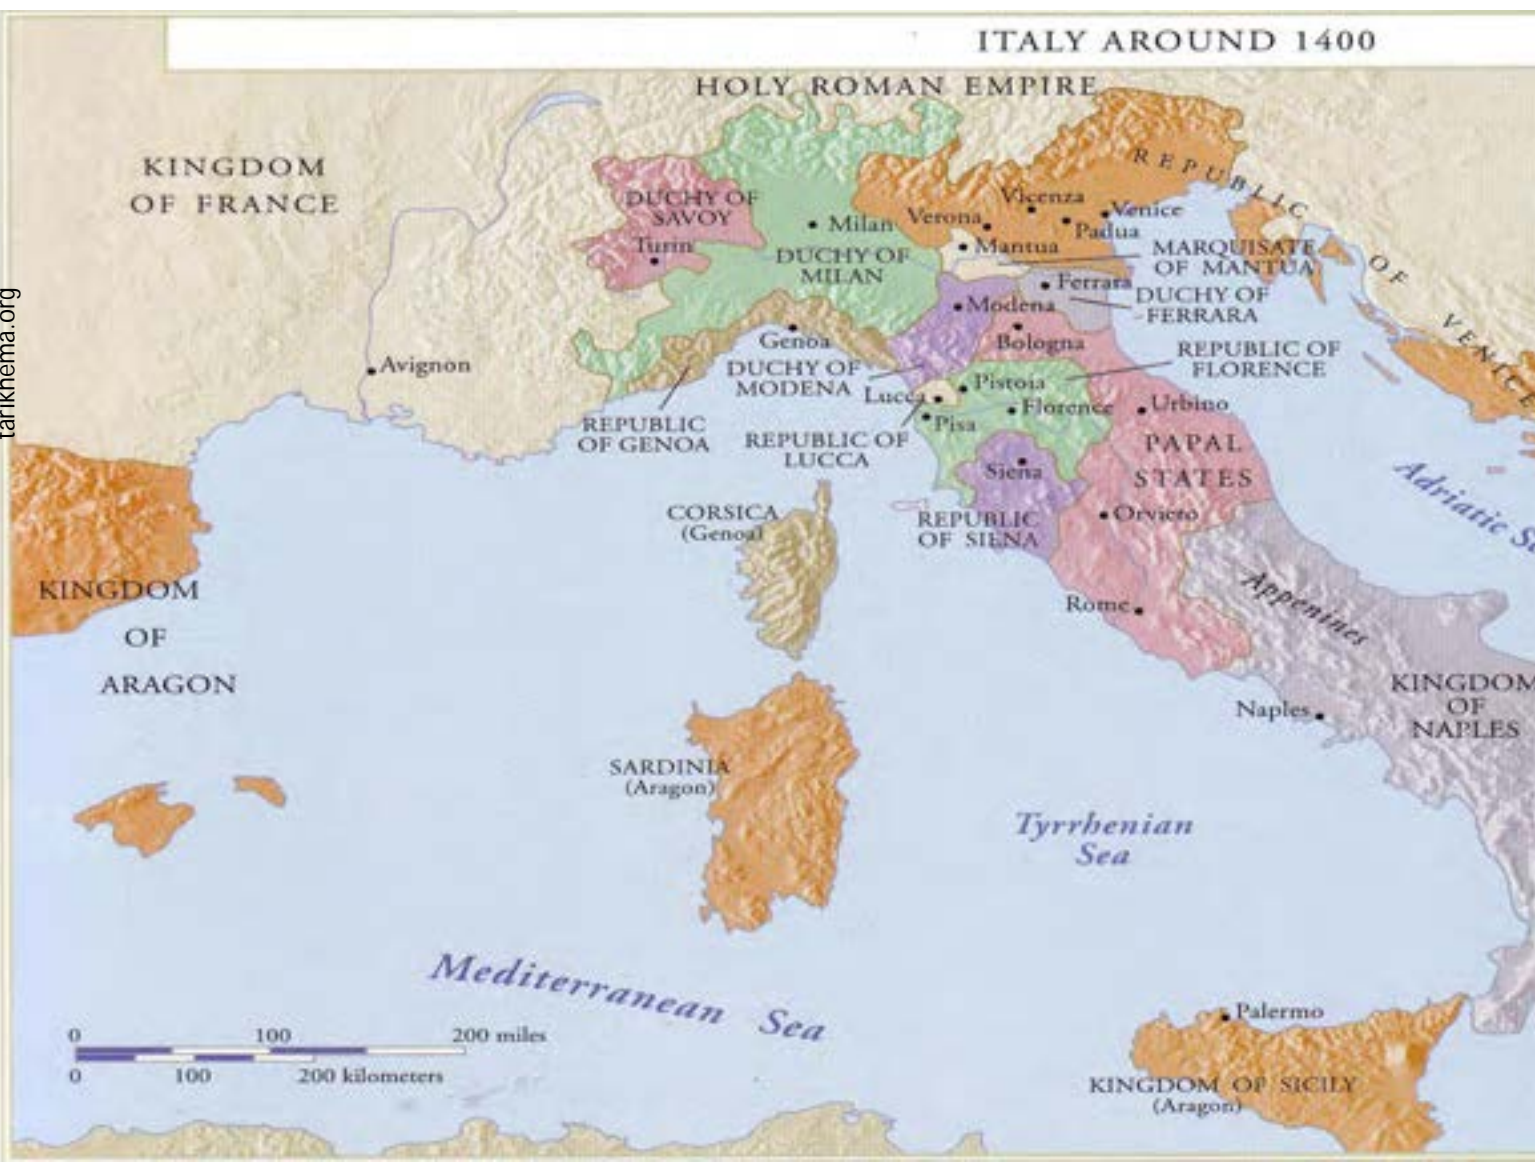 ITALY AROUND 1400
HOLY ROMAN EMPIRE
KINGDOM
OF FRANCE
REPUBLIC
OF
VENICE
DUCHY OF
SAVOY
Turin
Milan
DUCHY OF
MILAN
Verona
Vicenza
Venice
Padua
Mantua
MARQUISATE
OF MANTUA
Ferrara
DUCHY OF
FERRARA
Modena
Bologna
Genoa
DUCHY OF
MODENA
REPUBLIC OF
FLORENCE
Avignon
Pistoia
Lucca
Florence
Urbino
Pisa
REPUBLIC
OF GENOA
REPUBLIC OF
LUCCA
PAPAL
STATES
Siena
Adriatic
CORSICA
(Genoa)
REPUBLIC
OF SIENA
Orvieto
KINGDOM
OF
ARAGON
Appenines
Rome
Naples
KINGDOM
OF
NAPLES
SARDINIA
(Aragon)
Tyrrhenian
Sea
Mediterranean Sea
0 100 200 miles
0 100 200 kilometers
Palermo
KINGDOM OF SICILY
(Aragon)
tarikhema.org